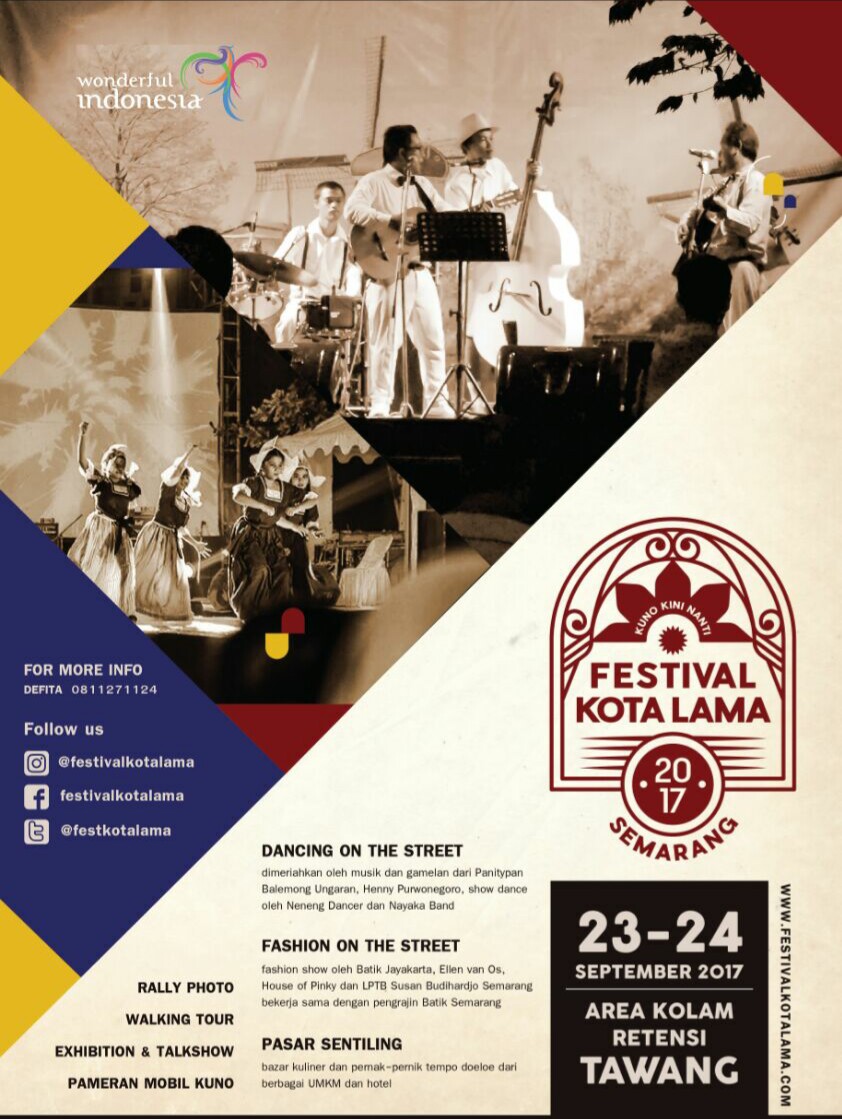 wonderful
indonesia
KUNO KINI NANTI
FESTIVAL
KOTA LAMA
20
17
SEMARANG
FOR MORE INFO
DEFITA 0811271124
Follow us
@festivalkotalama
festivalkotalama
@festkotalama
DANCING ON THE STREET
dimeriahkan oleh musik dan gamelan dari Panitypan
Balemong Ungaran, Henny Purwonegoro, show dance
oleh Neneng Dancer dan Nayaka Band
FASHION ON THE STREET
fashion show oleh Batik Jayakarta, Ellen van Os,
House of Pinky dan LPTB Susan Budihardjo Semarang
bekerja sama dengan pengrajin Batik Semarang
PASAR SENTILING
bazar kuliner dan pernak-pernik tempo doeloe dari
berbagai UMKM dan hotel
RALLY PHOTO
WALKING TOUR
EXHIBITION & TALKSHOW
PAMERAN MOBIL KUNO
23-24
SEPTEMBER 2017
AREA KOLAM
RETENSI
TAWANG
WWW.FESTIVALKOTALAMA.COM